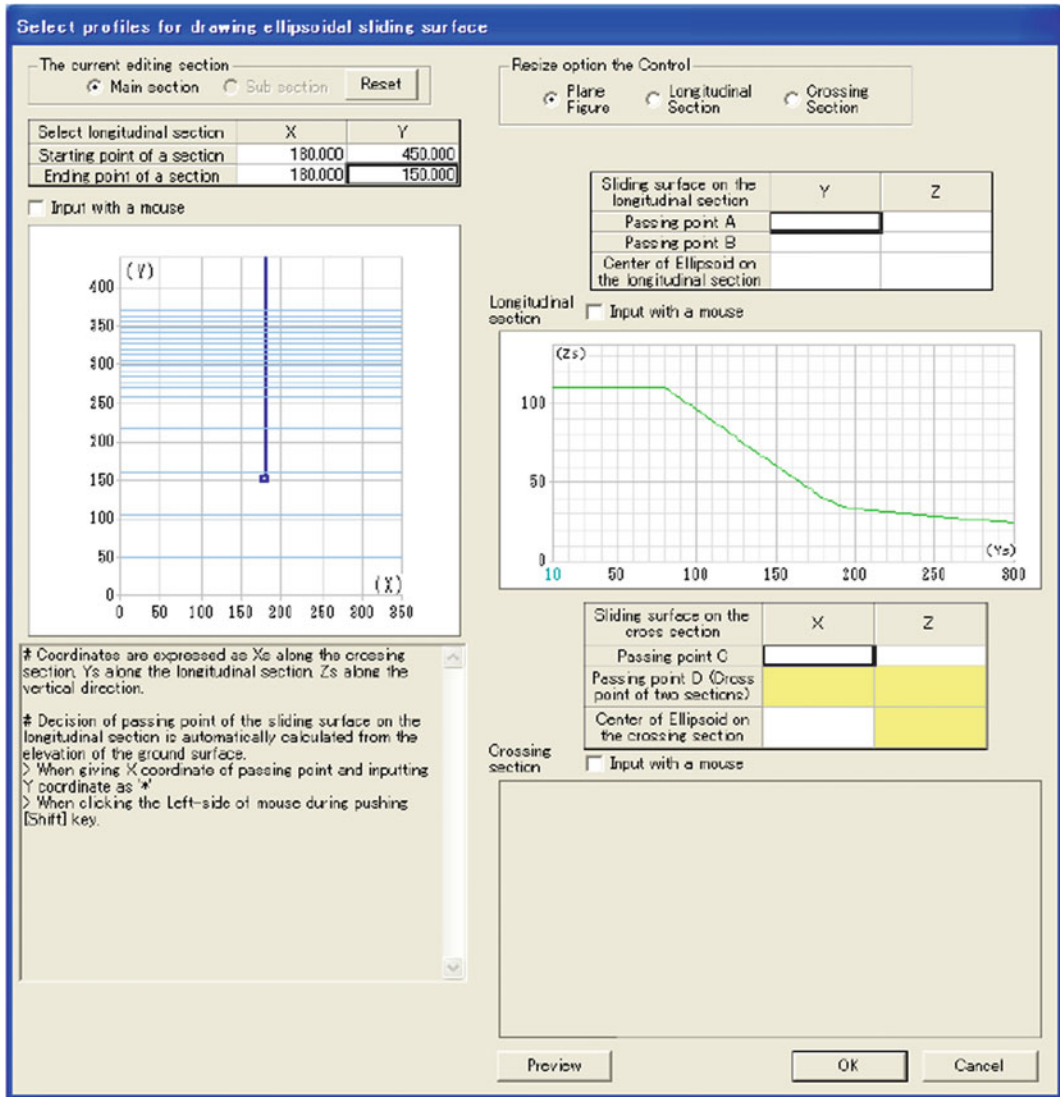 Select profiles for drawing ellipsoidal sliding surface
The current editing section
Main section Sub section Reset
Select longitudinal section X Y
Starting point of a section 180.000 450.000
Ending point of a section 180.000 150.000
Input with a mouse
(Y)
400
350
300
250
200
150
100
50
0
(X)
0 50 100 150 200 250 300 350
# Coordinates are expressed as Xs along the crossing
section, Ys along the longitudinal section, Zs along the
vertical direction.
# Decision of passing point of the sliding surface on the
longitudinal section is automatically calculated from the
elevation of the ground surface.
> When giving X coordinate of passing point and inputting
Y coordinate as '*'
> When clicking the Left-side of mouse during pushing
[Shift] key.
Resize option the Control
Plane
Figure
Longitudinal
Section
Crossing
Section
Sliding surface on the
longitudinal section
Y Z
Passing point A
Passing point B
Center of Ellipsoid on
the longitudinal section
Longitudinal
section
Input with a mouse
(Zs)
100
50
0
(Ys)
10 50 100 150 200 250 300
Sliding surface on the
cross section
X Z
Passing point C
Passing point D (Cross
point of two sections)
Center of Ellipsoid on
the crossing section
Crossing
section
Input with a mouse
Preview OK Cancel